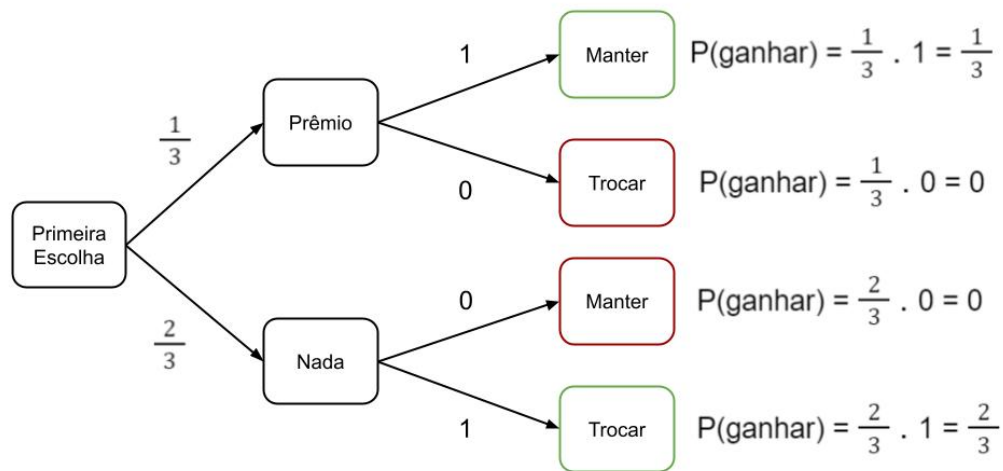 1
Manter
P(ganhar) = 1/3 . 1 = 1/3
Prêmio
1/3
0
Trocar
P(ganhar) = 1/3 . 0 = 0
Primeira
Escolha
0
Manter
P(ganhar) = 2/3 . 0 = 0
2/3
Nada
1
Trocar
P(ganhar) = 2/3 . 1 = 2/3